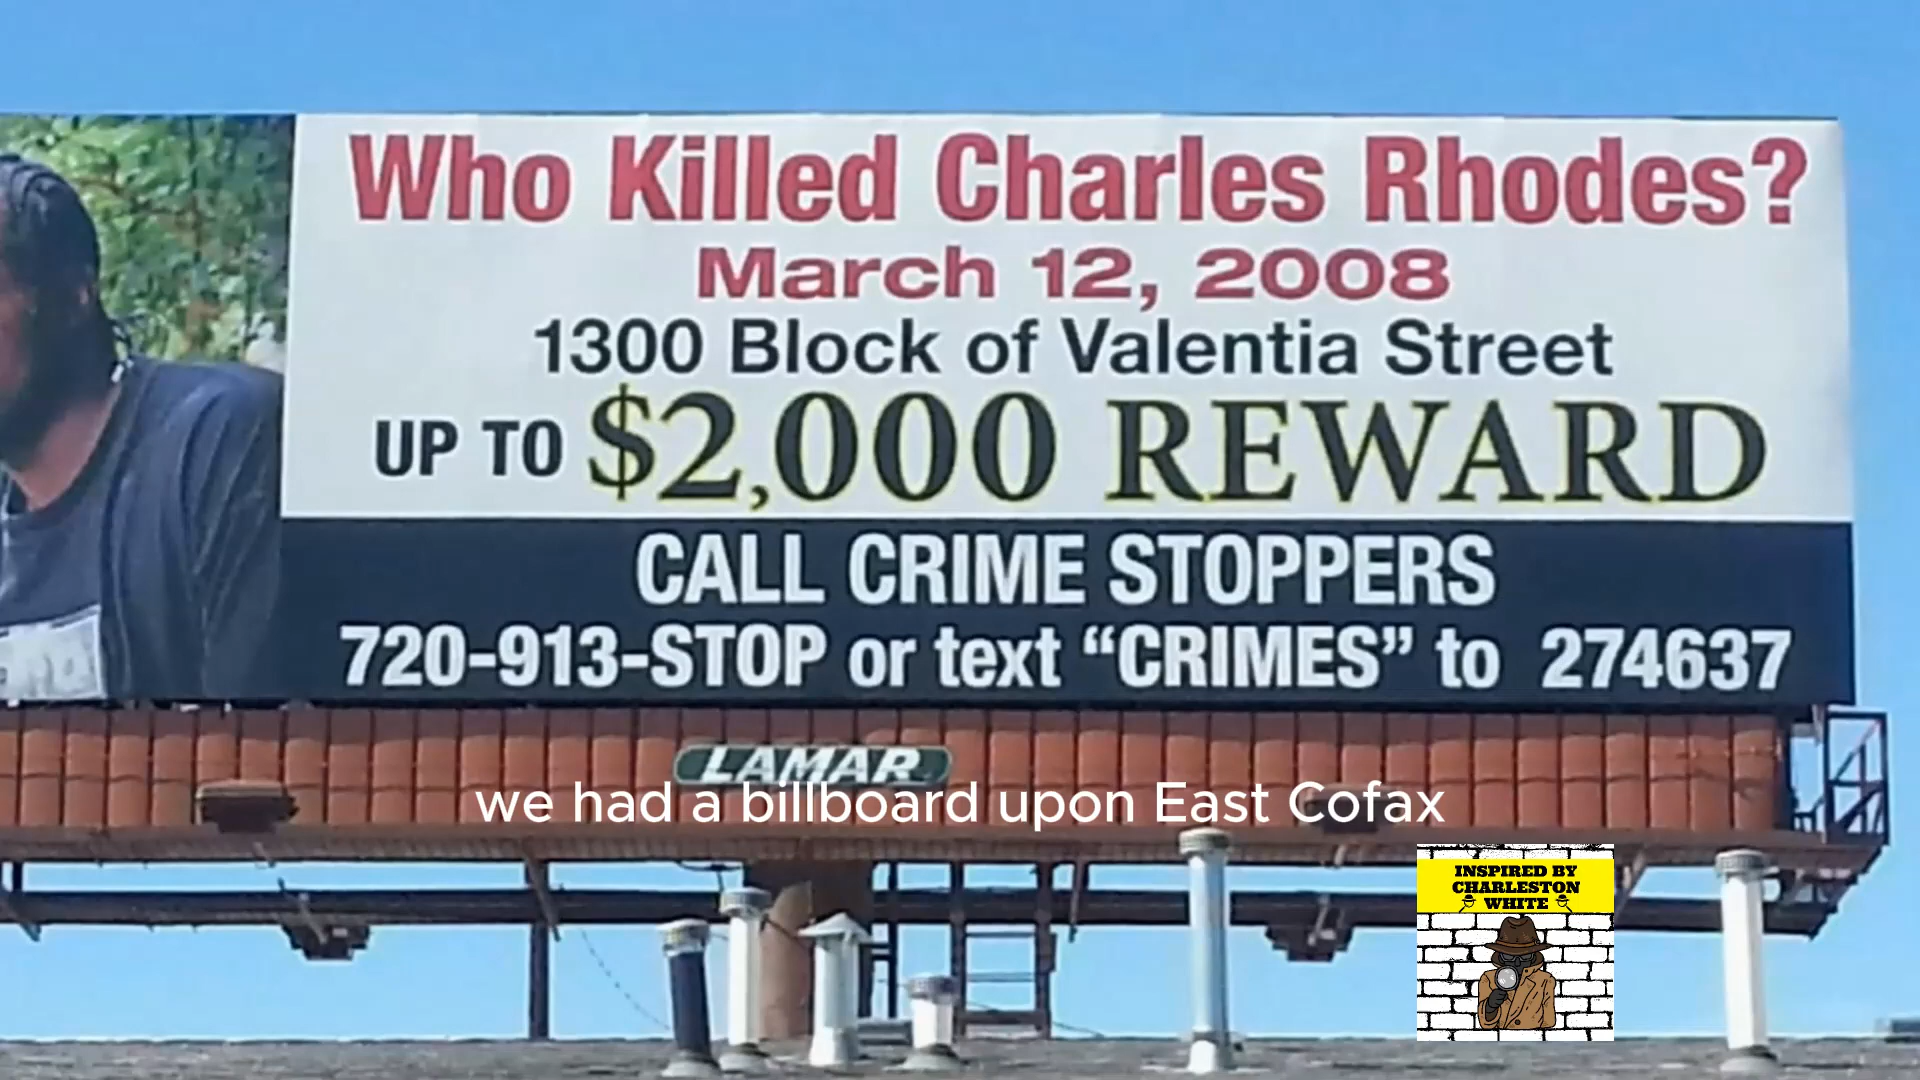 Who Killed Charles Rhodes?
March 12, 2008
1300 Block of Valentia Street
UP TO $2,000 REWARD
CALL CRIME STOPPERS
720-913-STOP or text “CRIMES” to 274637
LAMAR
we had a billboard upon East Cofax
INSPIRED BY
CHARLESTON
WHITE